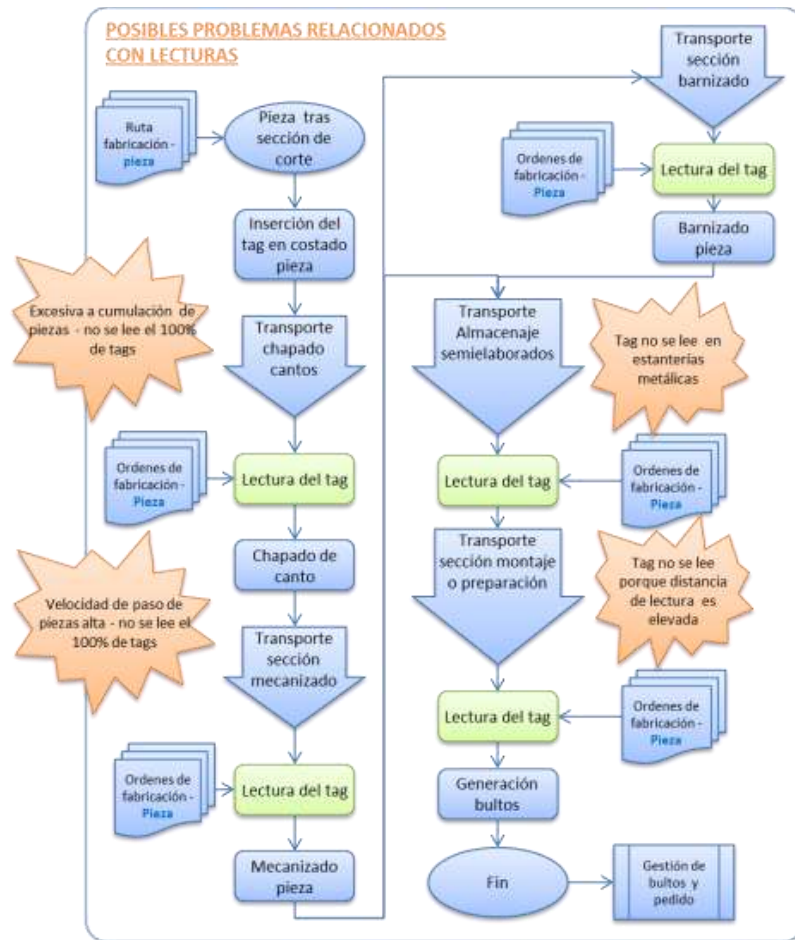 POSIBLES PROBLEMAS RELACIONADOS
CON LECTURAS
Ruta
fabricación -
pieza
Pieza tras
sección de
corte
Inserción del
tag en costado
pieza
Excesiva a cumulación de
piezas - no se lee el 100%
de tags
Transporte
chapado
cantos
Ordenes de
fabricación -
Pieza
Lectura del tag
Chapado de
canto
Velocidad de paso de
piezas alta - no se lee el
100% de tags
Transporte
sección
mecanizado
Ordenes de
fabricación -
Pieza
Lectura del tag
Mecanizado
pieza
Transporte
sección
barnizado
Ordenes de
fabricación -
Pieza
Lectura del tag
Barnizado
pieza
Transporte
Almacenaje
semielaborados
Tag no se lee en
estanterías
metálicas
Lectura del tag
Ordenes de
fabricación -
Pieza
Transporte
sección montaje
o preparación
Tag no se lee
porque distancia
de lectura es
elevada
Lectura del tag
Ordenes de
fabricación -
Pieza
Generación
bultos
Fin
Gestión de
bultos y
pedido